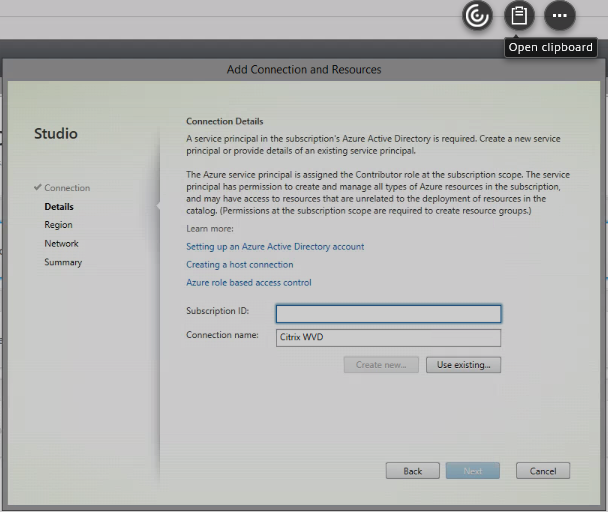 Open clipboard
Add Connection and Resources
Studio
Connection
Details
Region
Network
Summary
Connection Details
A service principal in the subscription's Azure Active Directory is required. Create a new service
principal or provide details of an existing service principal.
The Azure service principal is assigned the Contributor role at the subscription scope. The service
principal has permission to create and manage all types of Azure resources in the subscription,
and may have access to resources that are unrelated to the deployment of resources in the
catalog. (Permissions at the subscription scope are required to create resource groups.)
Learn more:
Setting up an Azure Active Directory account
Creating a host connection
Azure role based access control
Subscription ID:
Connection name: Citrix WVD
Create new... Use existing...
Back Next Cancel